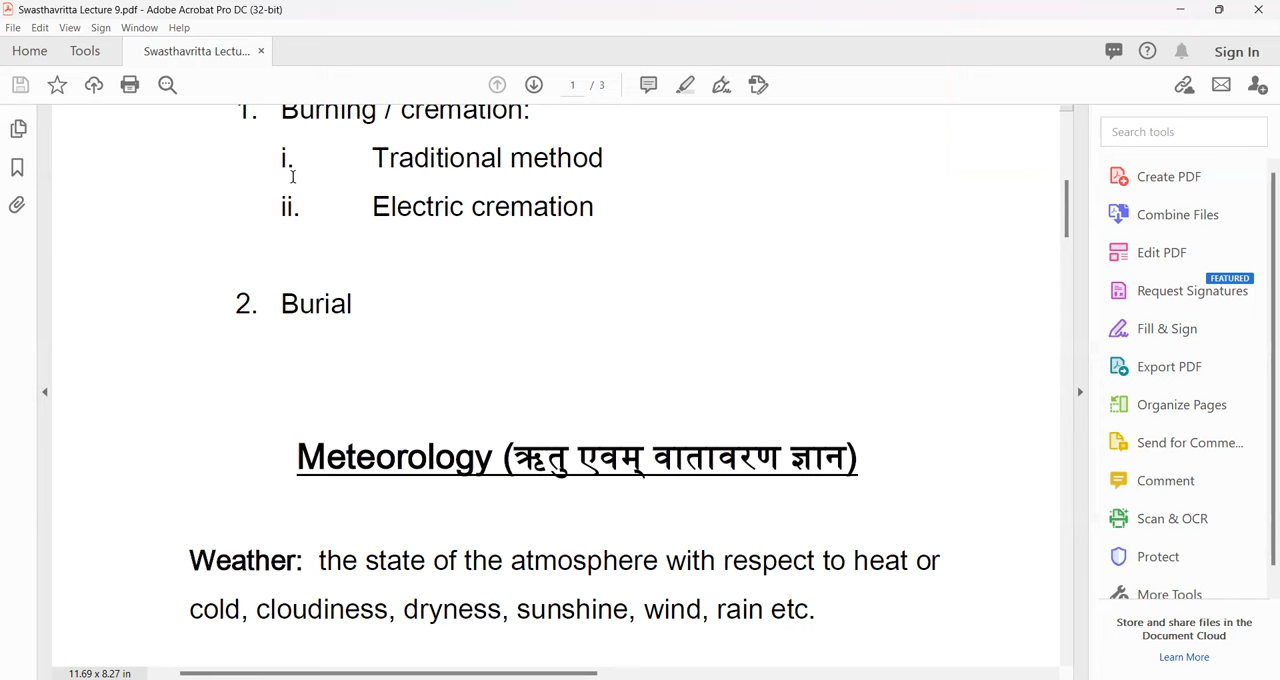 Swasthavritta Lecture 9.pdf - Adobe Acrobat Pro DC (32-bit)
File Edit View Sign Window Help
Home Tools Swasthavritta Lectu... × Sign In
1 / 3
1. Burning / cremation:
i. Traditional method
ii. Electric cremation
2. Burial
Meteorology (ऋतु एवम् वातावरण ज्ञान)
Weather: the state of the atmosphere with respect to heat or
cold, cloudiness, dryness, sunshine, wind, rain etc.
11.69 x 8.27 in
Search tools
Create PDF
Combine Files
Edit PDF
FEATURED
Request Signatures
Fill & Sign
Export PDF
Organize Pages
Send for Comme...
Comment
Scan & OCR
Protect
More Tools
Store and share files in the
Document Cloud
Learn More